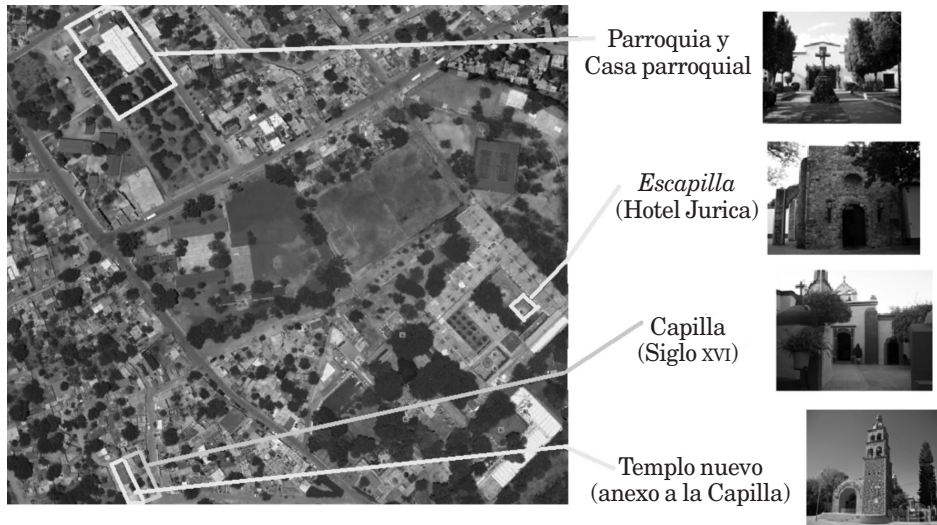 Parroquia y
Casa parroquial
Escapilla
(Hotel Jurica)
Capilla
(Siglo XVI)
Templo nuevo
(anexo a la Capilla)